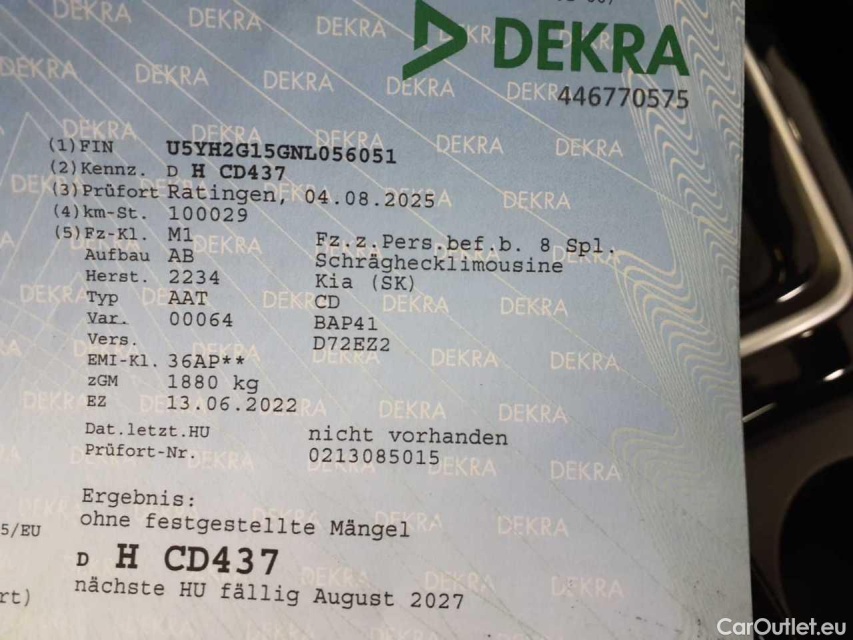 DEKRA
446770575
(1) FIN U5YH2G15GNL056051
(2) Kennz. D H CD437
(3) Prüfort Ratingen, 04.08.2025
(4) km-St. 100029
(5) Fz-Kl. M1 Fz.z.Pers.bef.b. 8 Spl.
Aufbau AB Schräghecklimousine
Herst. 2234 Kia (SK)
Typ AAT CD
Var. 00064 BAP41
Vers. D72EZ2
EMI-Kl. 36AP**
zGM 1880 kg
EZ 13.06.2022
Dat.letzt.HU nicht vorhanden
Prüfort-Nr. 0213085015
Ergebnis:
5/EU ohne festgestellte Mängel
D H CD437
rt) nächste HU fällig August 2027
CarOutlet.eu